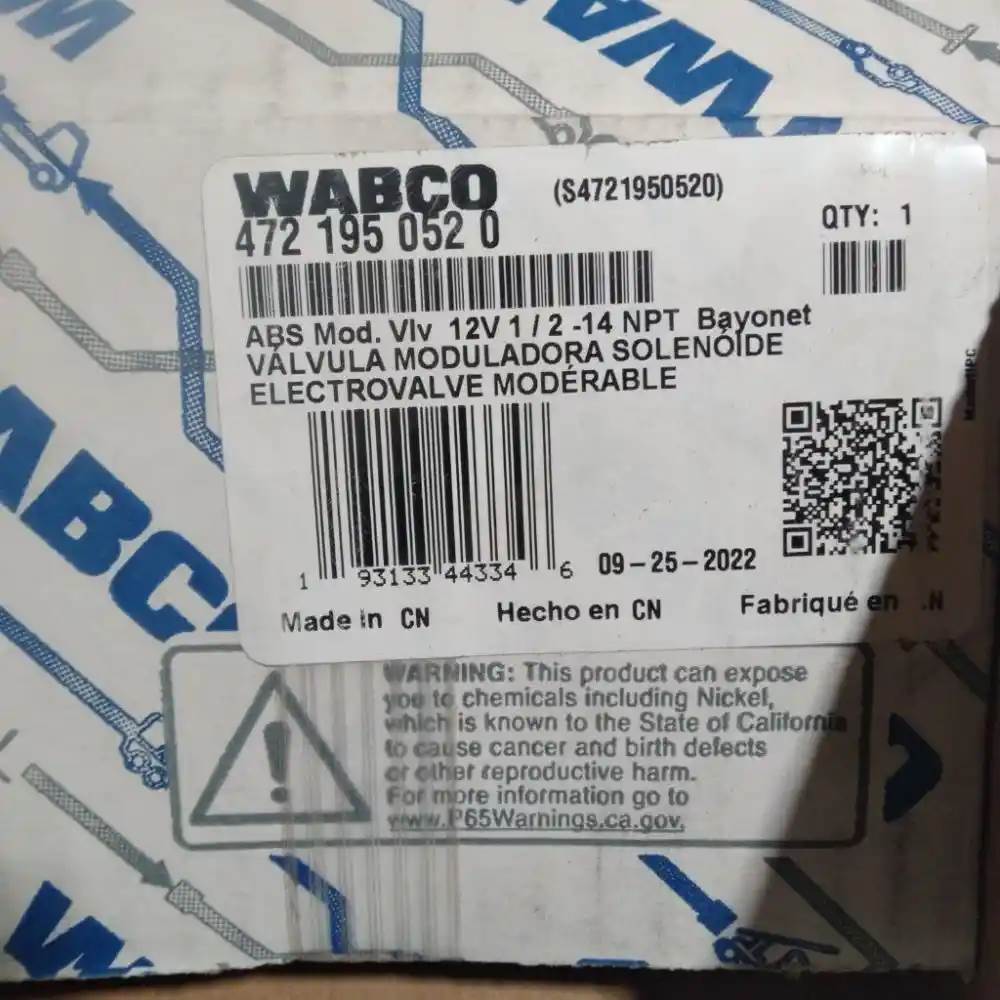 WABCO
(S4721950520)
472 195 052 0
QTY: 1
ABS Mod. Vlv 12V 1 / 2 -14 NPT Bayonet
VÁLVULA MODULADORA SOLENÓIDE
ELECTROVALVE MODÉRABLE
1 93133 44334 6
09-25-2022
Made in CN
Hecho en CN
Fabriqué en .N
WARNING: This product can expose
you to chemicals including Nickel,
which is known to the State of California
to cause cancer and birth defects
or other reproductive harm.
For more information go to
www.P65Warnings.ca.gov.